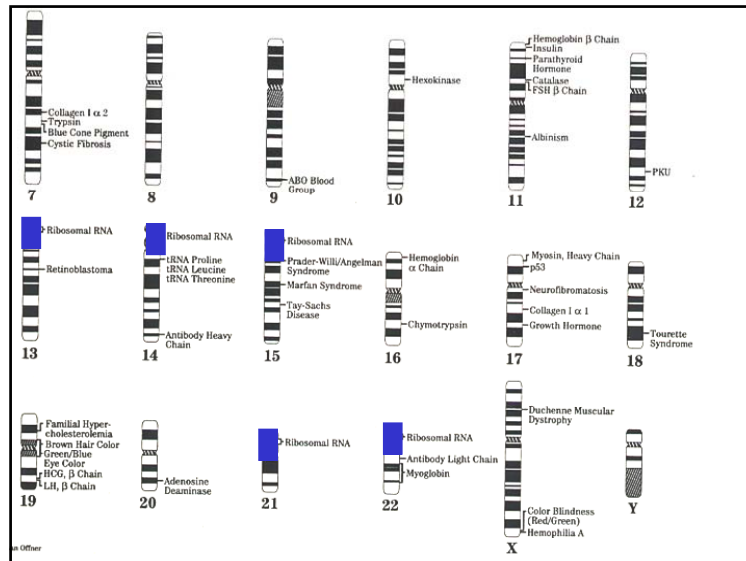 Collagen I α 2
Trypsin
Blue Cone Pigment
Cystic Fibrosis
7
8
ABO Blood
Group
9
Hexokinase
10
Hemoglobin β Chain
Insulin
Parathyroid
Hormone
Catalase
FSH β Chain
Albinism
11
PKU
12
Ribosomal RNA
Retinoblastoma
13
Ribosomal RNA
tRNA Proline
tRNA Leucine
tRNA Threonine
Antibody Heavy
Chain
14
Ribosomal RNA
Prader-Willi/Angelman
Syndrome
Marfan Syndrome
Tay-Sachs
Disease
15
Hemoglobin
α Chain
Chymotrypsin
16
Myosin, Heavy Chain
p53
Neurofibromatosis
Collagen I α 1
Growth Hormone
17
Tourette
Syndrome
18
Familial Hyper-
cholesterolemia
Brown Hair Color
Green/Blue
Eye Color
HCG, β Chain
LH, β Chain
19
Adenosine
Deaminase
20
Ribosomal RNA
21
Ribosomal RNA
Antibody Light Chain
Myoglobin
22
Duchenne Muscular
Dystrophy
Color Blindness
(Red/Green)
Hemophilia A
X
Y
Offner